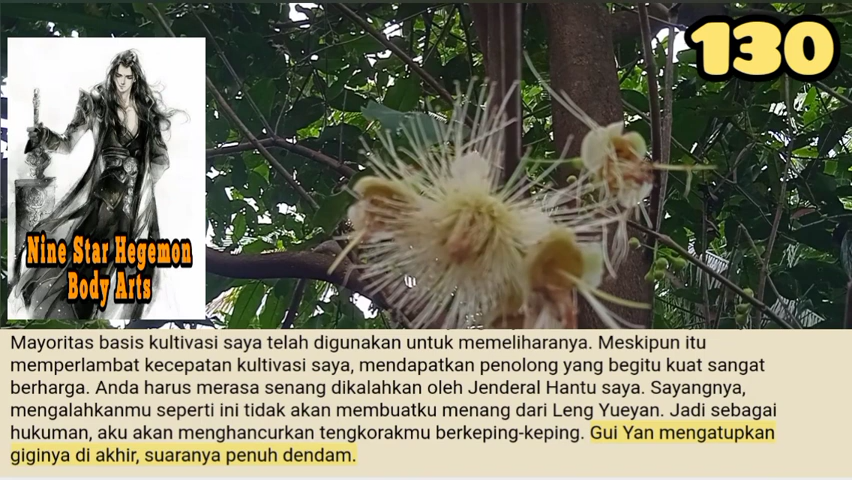 130
Nine Star Hegemon
Body Arts
Mayoritas basis kultivasi saya telah digunakan untuk memeliharanya. Meskipun itu
memperlambat kecepatan kultivasi saya, mendapatkan penolong yang begitu kuat sangat
berharga. Anda harus merasa senang dikalahkan oleh Jenderal Hantu saya. Sayangnya,
mengalahkanmu seperti ini tidak akan membuatku menang dari Leng Yueyan. Jadi sebagai
hukuman, aku akan menghancurkan tengkorakmu berkeping-keping. Gui Yan mengatupkan
giginya di akhir, suaranya penuh dendam.